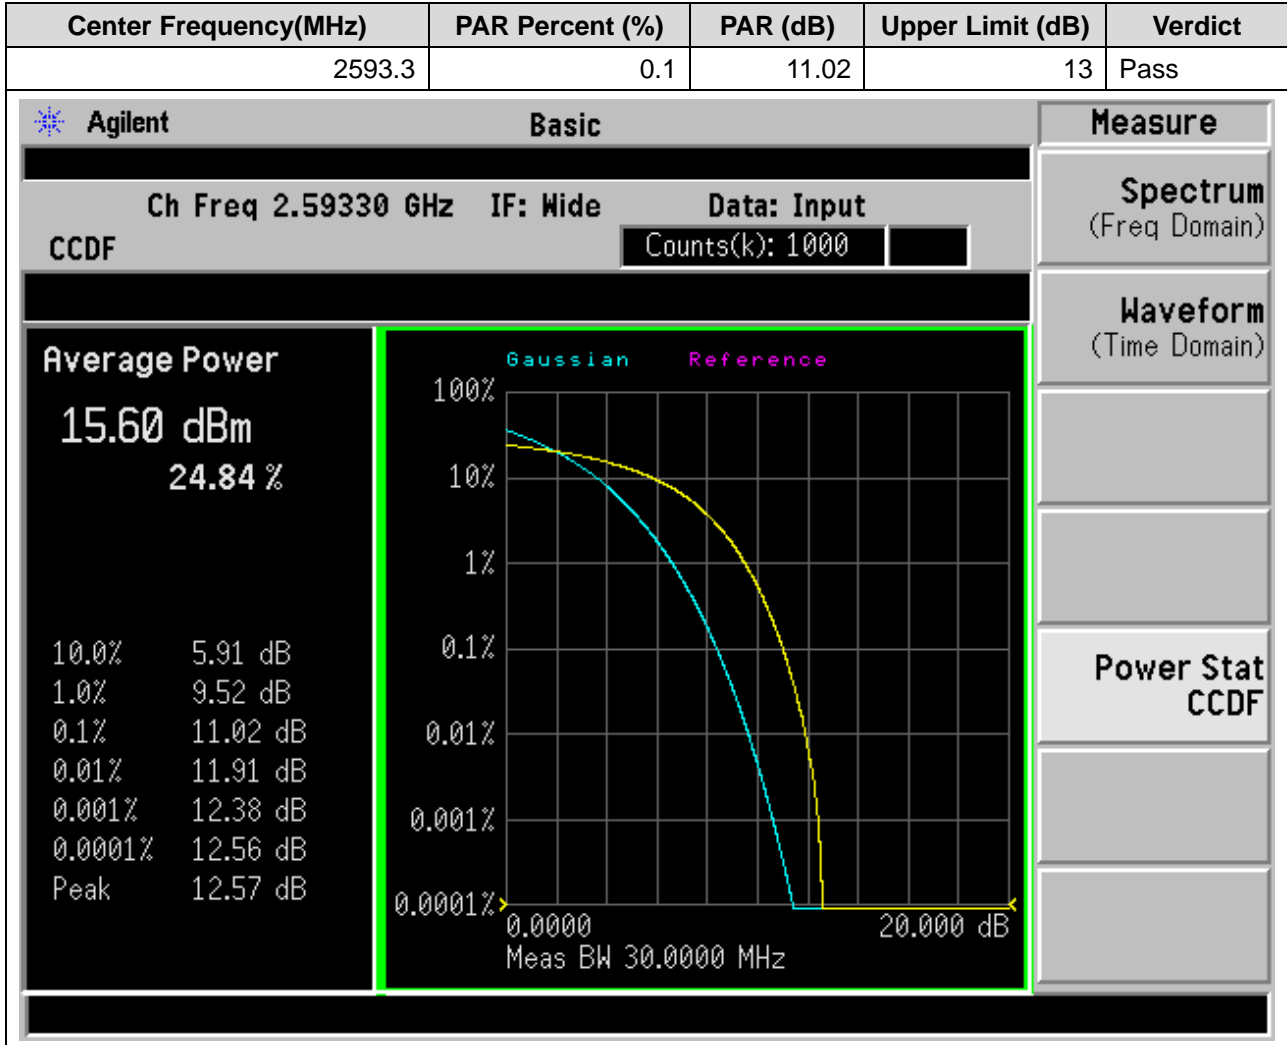 Center Frequency(MHz) PAR Percent (%) PAR (dB) Upper Limit (dB) Verdict
2593.3 0.1 11.02 13 Pass
Agilent Basic Measure
Ch Freq 2.59330 GHz IF: Wide Data: Input
CCDF Counts(k): 1000
Average Power
15.60 dBm
24.84 %
10.0% 5.91 dB
1.0% 9.52 dB
0.1% 11.02 dB
0.01% 11.91 dB
0.001% 12.38 dB
0.0001% 12.56 dB
Peak 12.57 dB
Gaussian Reference
100%
10%
1%
0.1%
0.01%
0.001%
0.0001%
0.0000 20.000 dB
Meas BW 30.0000 MHz
Spectrum
(Freq Domain)
Waveform
(Time Domain)
Power Stat
CCDF